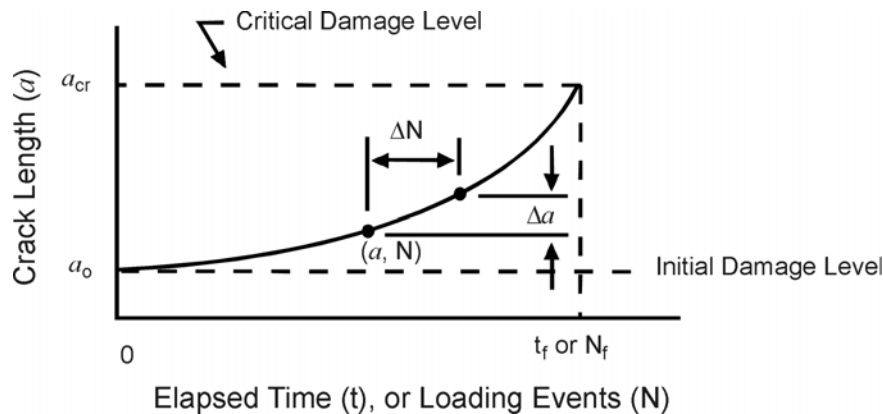 Critical Damage Level
Crack Length (a)
a_cr
ΔN
Δa
(a, N)
a_o
Initial Damage Level
0
t_f or N_f
Elapsed Time (t), or Loading Events (N)